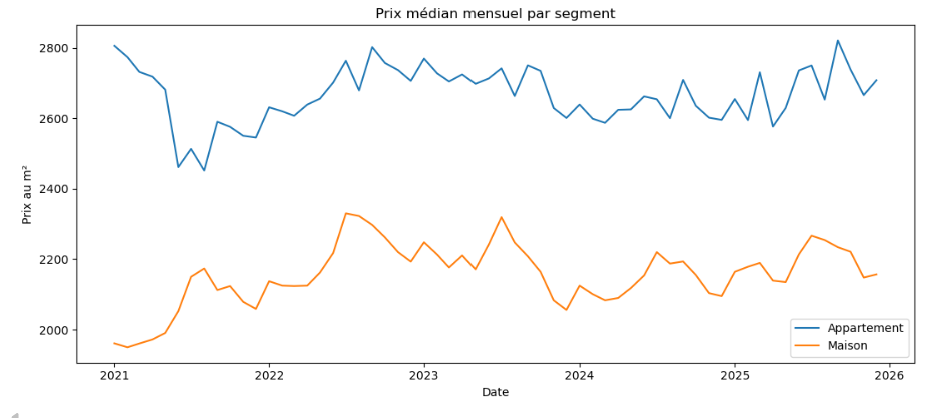 Prix médian mensuel par segment
2800
2600
2400
2200
2000
Prix au m²
2021 2022 2023 2024 2025 2026
Date
Appartement
Maison